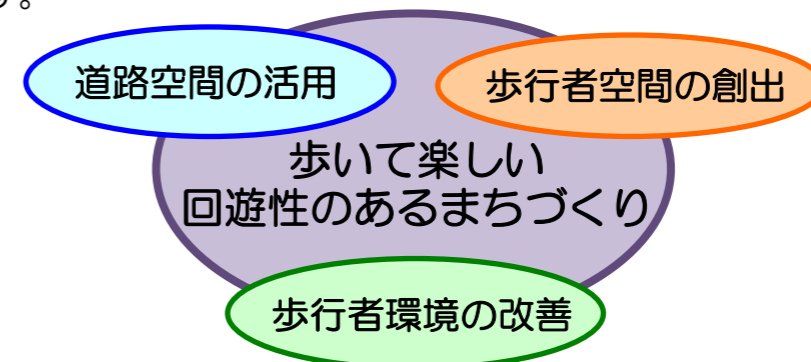 る。
道路空間の活用
歩行者空間の創出
歩いて楽しい
回遊性のあるまちづくり
歩行者環境の改善